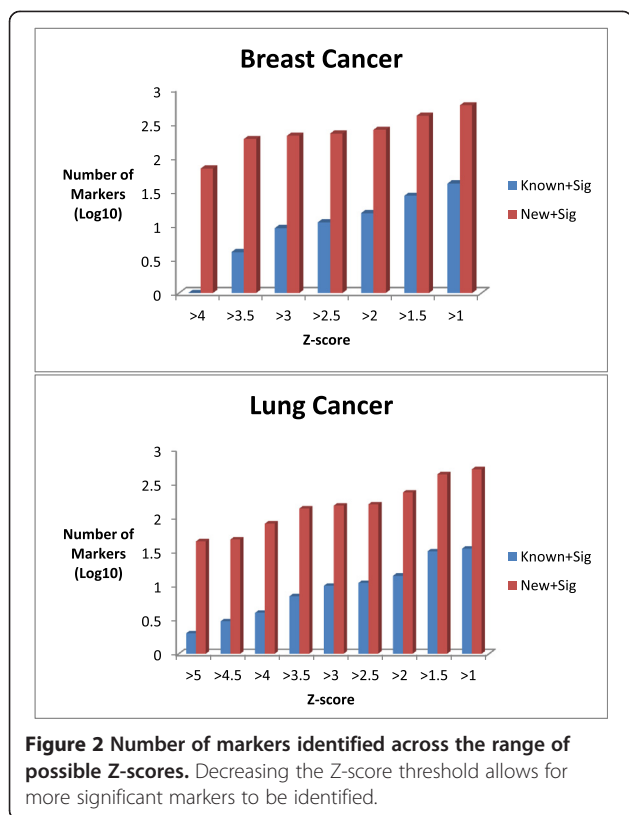 Breast Cancer
3
2.5
2
1.5
1
0.5
0
Number of
Markers
(Log10)
>4 >3.5 >3 >2.5 >2 >1.5 >1
Z-score
Known+Sig
New+Sig
Lung Cancer
3
2.5
2
1.5
1
0.5
0
Number of
Markers
(Log10)
>5 >4.5 >4 >3.5 >3 >2.5 >2 >1.5 >1
Z-score
Known+Sig
New+Sig
Figure 2 Number of markers identified across the range of
possible Z-scores. Decreasing the Z-score threshold allows for
more significant markers to be identified.